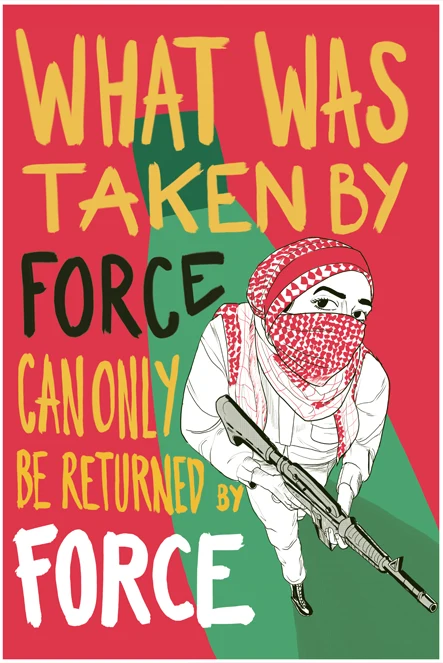 WHAT WAS
TAKEN BY
FORCE
CAN ONLY
BE RETURNED BY
FORCE